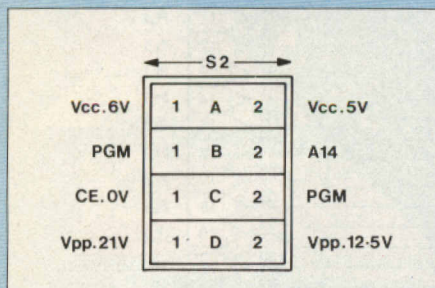 S2
Vcc.6V 1 A 2 Vcc.5V
PGM 1 B 2 A14
CE.0V 1 C 2 PGM
Vpp.21V 1 D 2 Vpp.12·5V